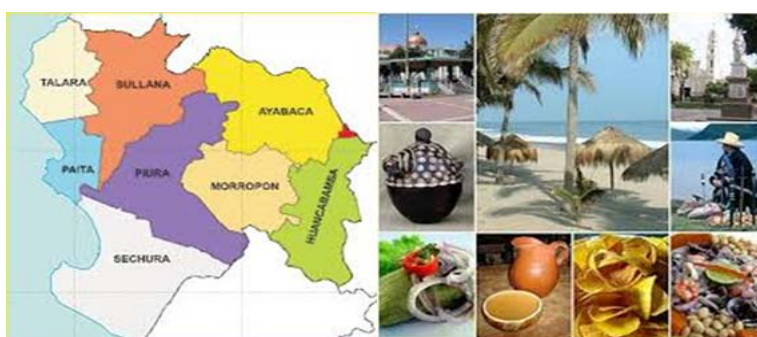 TALARA
SULLANA
AYABACA
PAITA
PIURA
MORROPON
HUANCABAMBA
SECHURA